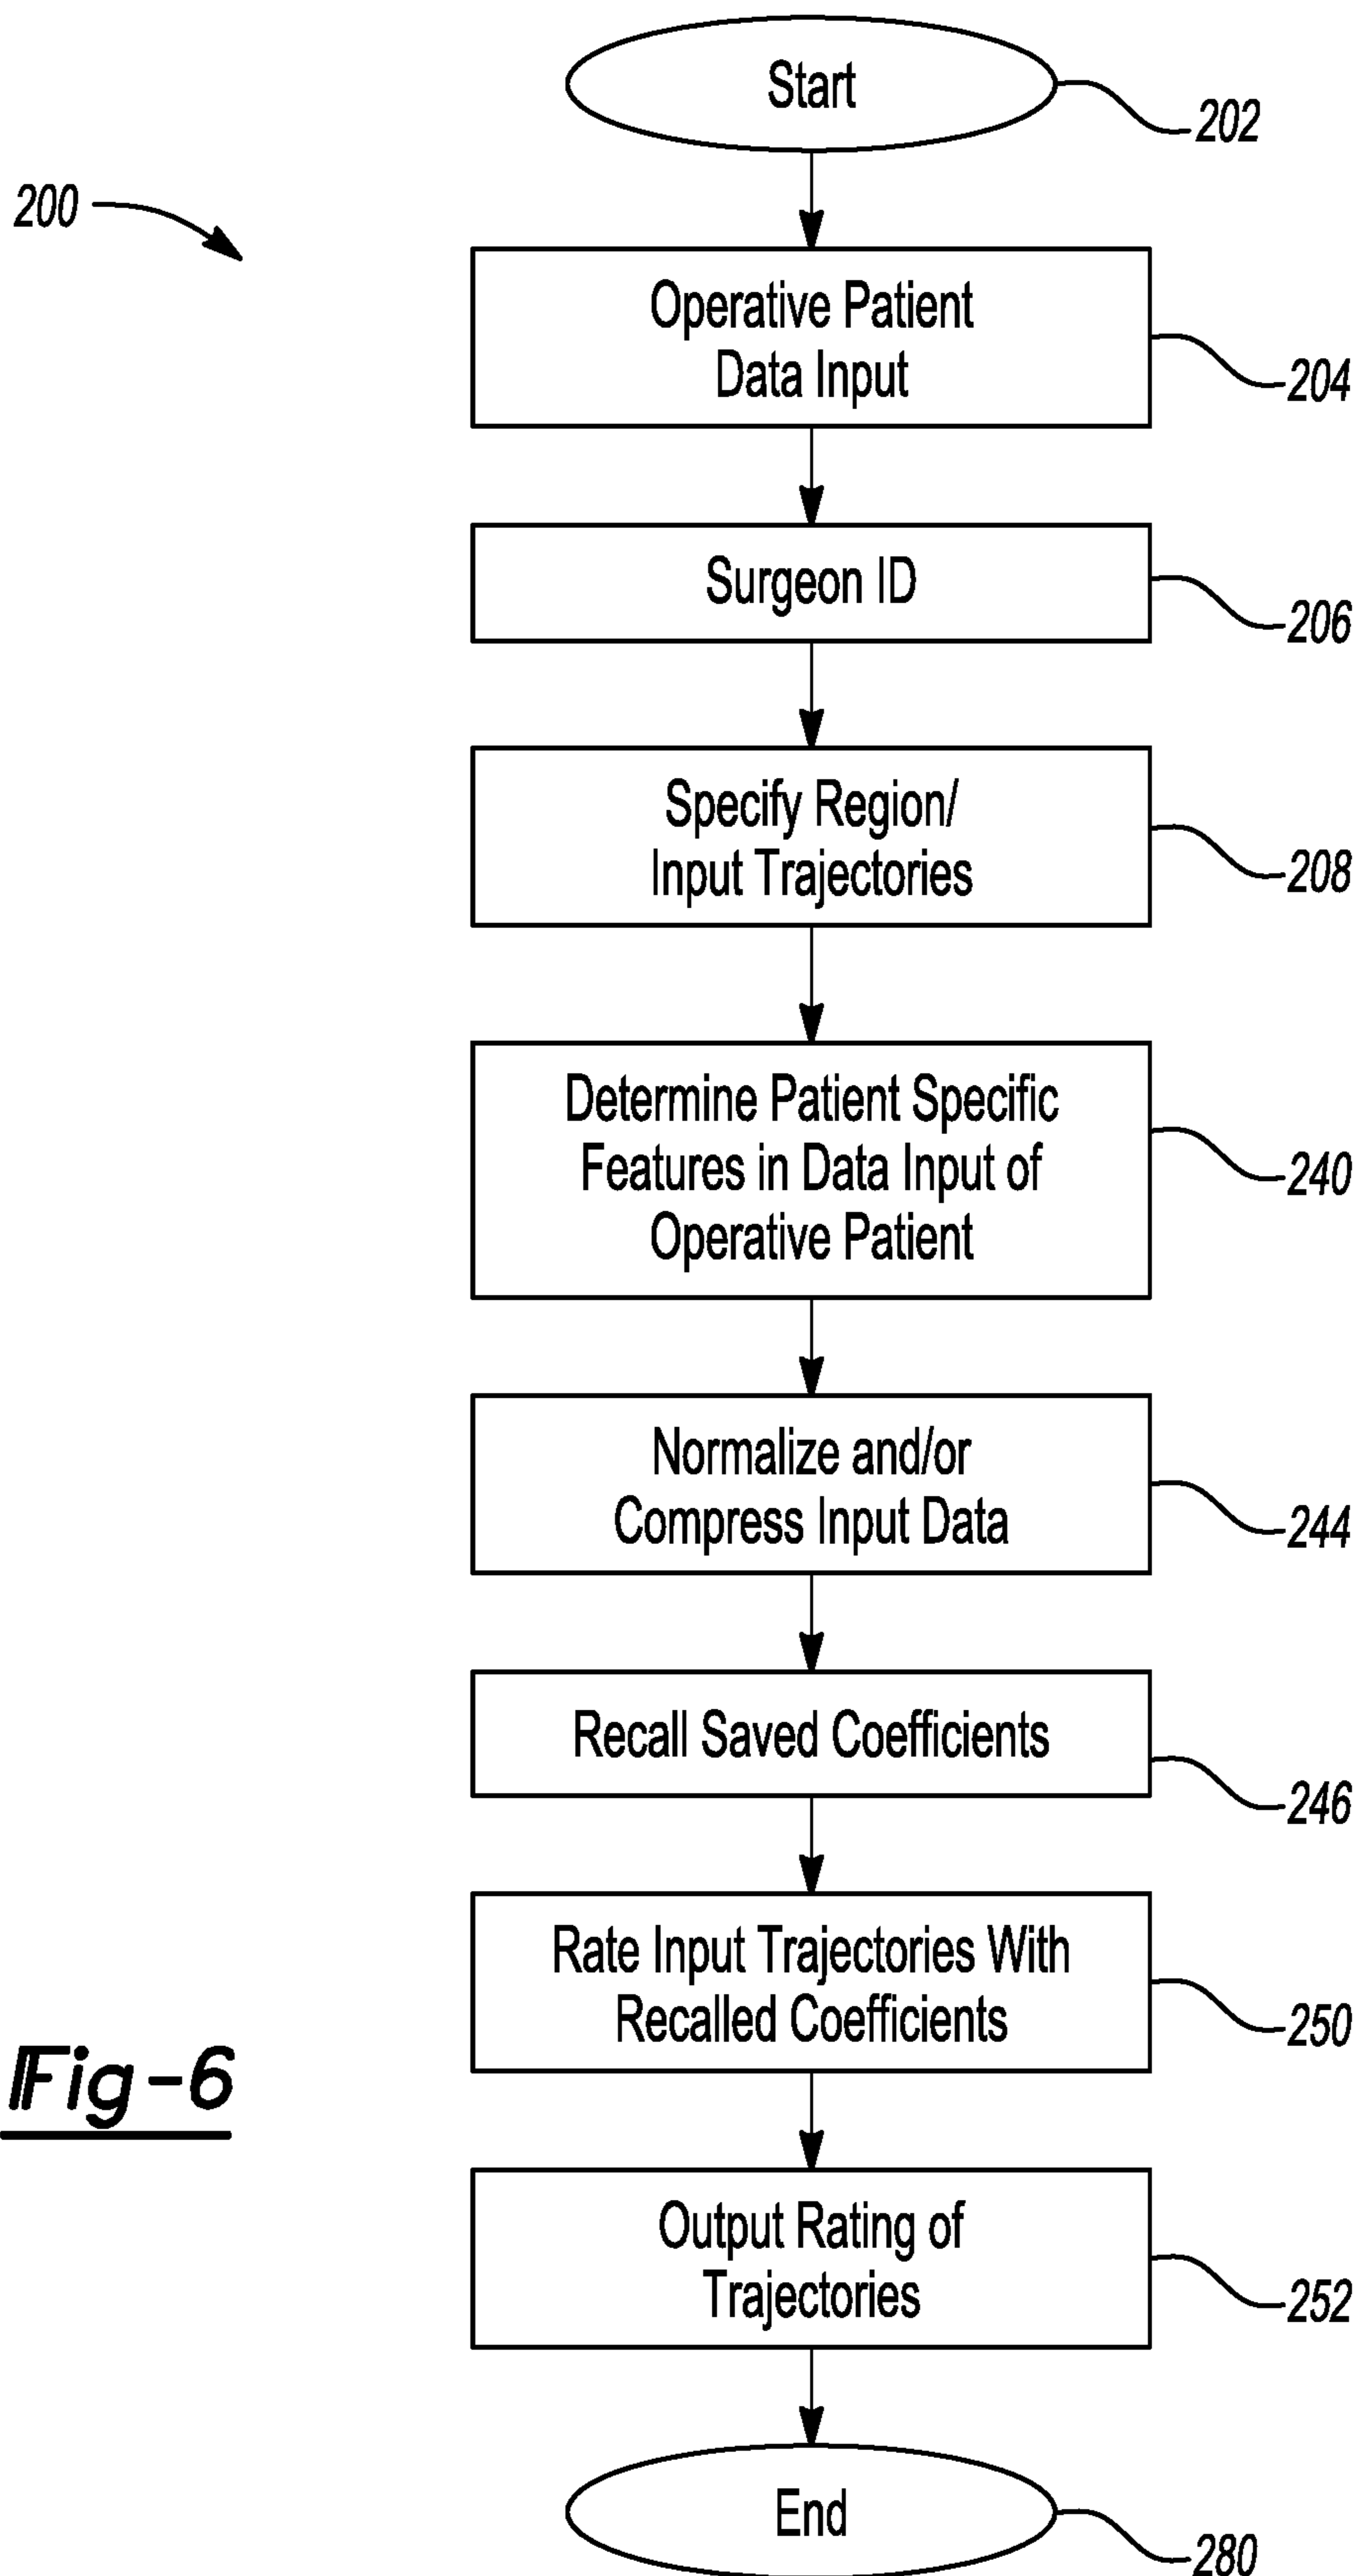 Start
202
200
Operative Patient
Data Input
204
Surgeon ID
206
Specify Region/
Input Trajectories
208
Determine Patient Specific
Features in Data Input of
Operative Patient
240
Normalize and/or
Compress Input Data
244
Recall Saved Coefficients
246
Rate Input Trajectories With
Recalled Coefficients
250
Fig-6
Output Rating of
Trajectories
252
End
280